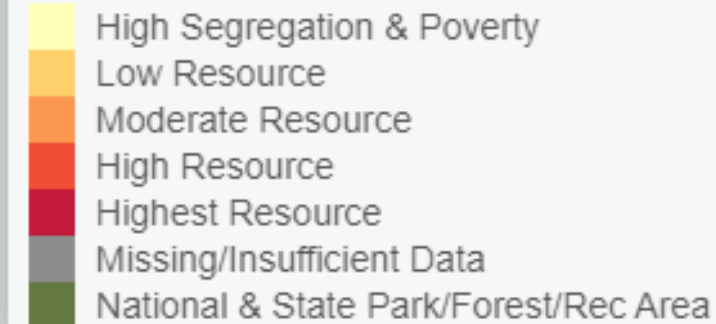 High Segregation & Poverty
Low Resource
Moderate Resource
High Resource
Highest Resource
Missing/Insufficient Data
National & State Park/Forest/Rec Area